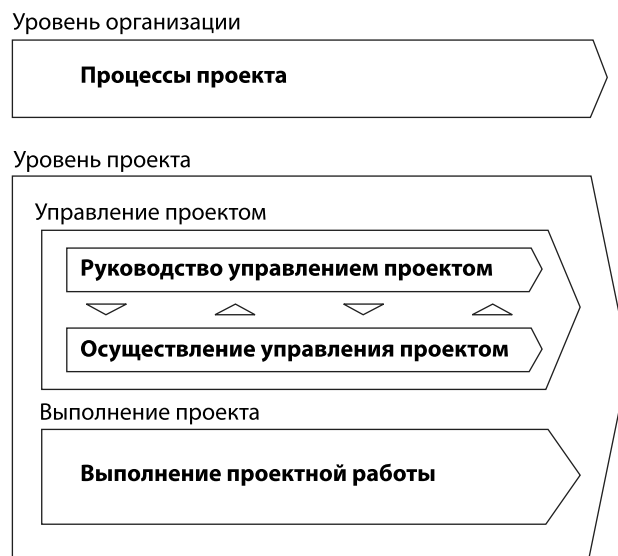 Уровень организации
Процессы проекта
Уровень проекта
Управление проектом
Руководство управлением проектом
Осуществление управления проектом
Выполнение проекта
Выполнение проектной работы